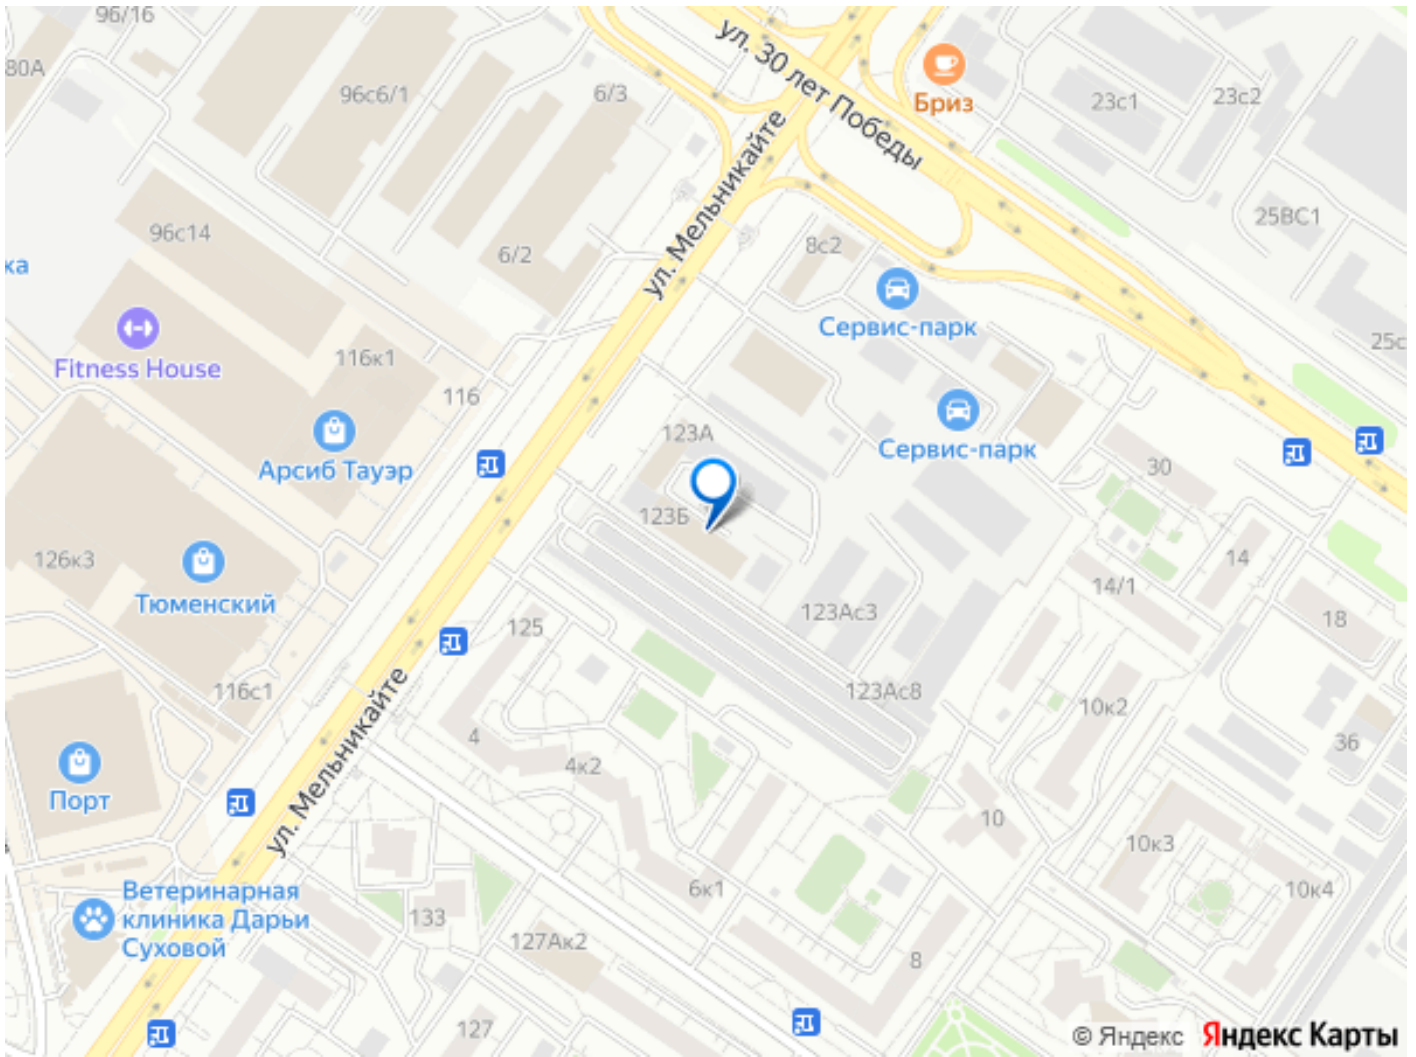 96/16
80А
96с6/1
6/3
ул. 30 лет Победы
Бриз
23с1
23с2
96с14
6/2
ул. Мельникайте
8с2
25ВС1
ка
Fitness House
116к1
116
Сервис-парк
25с
Арсиб Тауэр
123А
Сервис-парк
30
123Б
126к3
Тюменский
125
123Ас3
14/1
14
18
116с1
ул. Мельникайте
123Ас8
10к2
36
4
4к2
Порт
10
10к3
Ветеринарная
клиника Дарьи
Суховой
133
6к1
10к4
127Ак2
8
127
© Яндекс Яндекс Карты